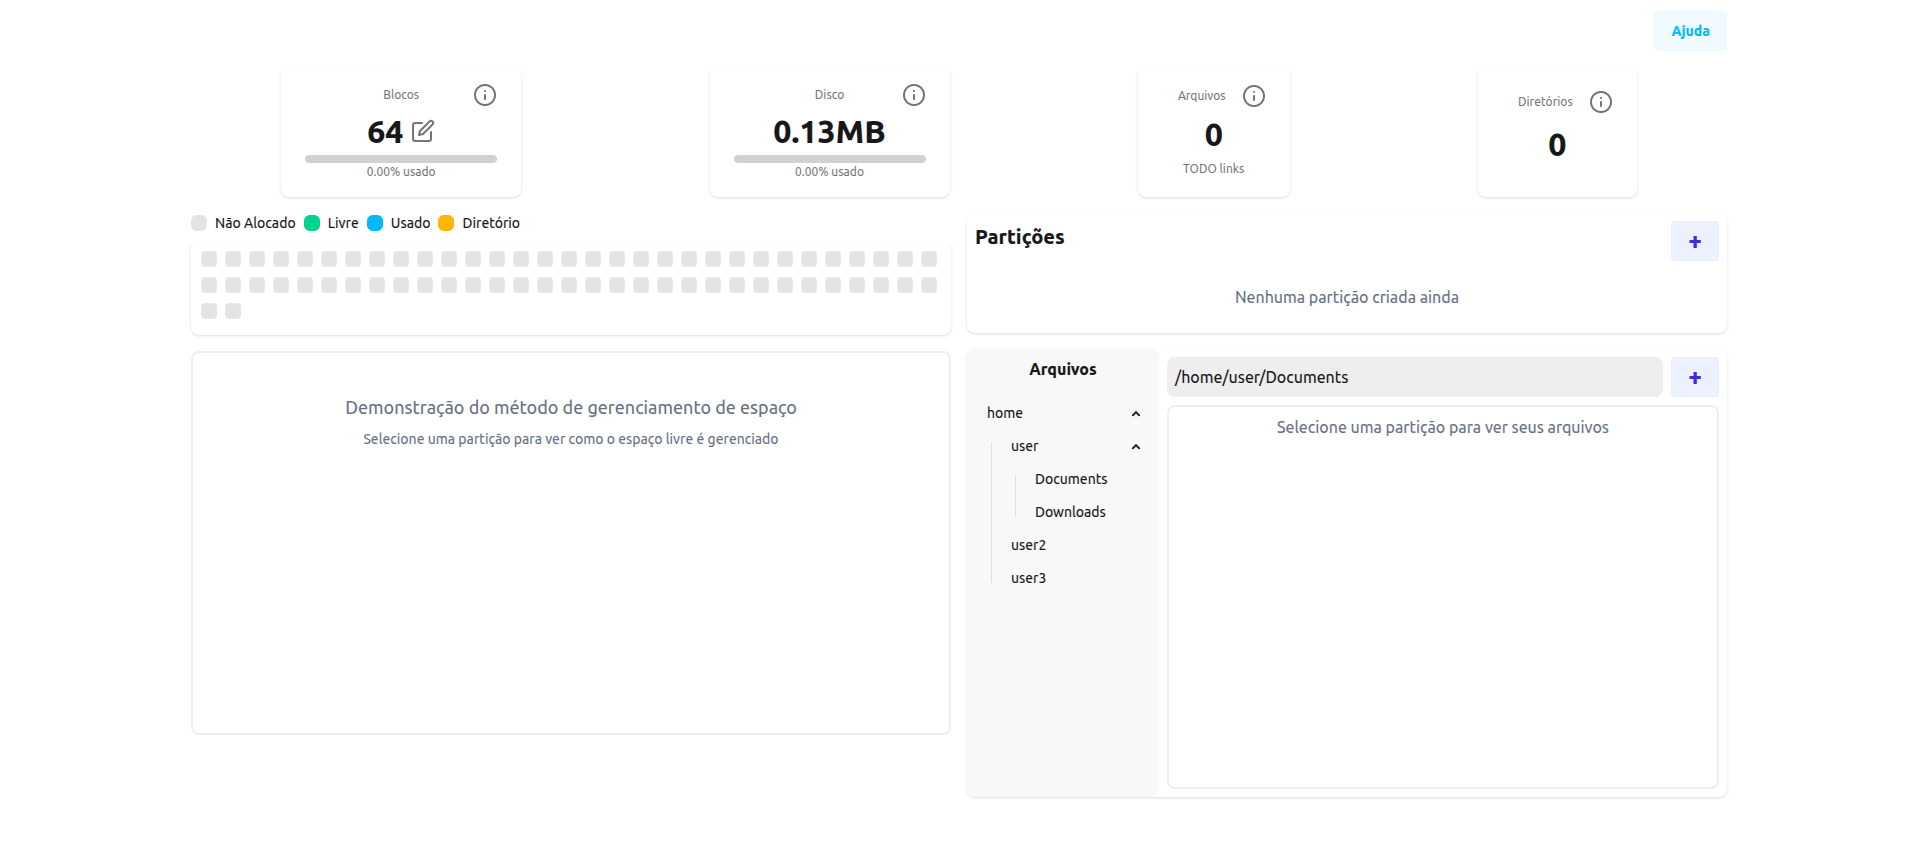 Ajuda
Blocos
64
0.00% usado
Disco
0.13MB
0.00% usado
Arquivos
0
TODO links
Diretórios
0
Não Alocado Livre Usado Diretório
Partições
+
Nenhuma partição criada ainda
Demonstração do método de gerenciamento de espaço
Selecione uma partição para ver como o espaço livre é gerenciado
Arquivos
home
user
Documents
Downloads
user2
user3
/home/user/Documents
+
Selecione uma partição para ver seus arquivos